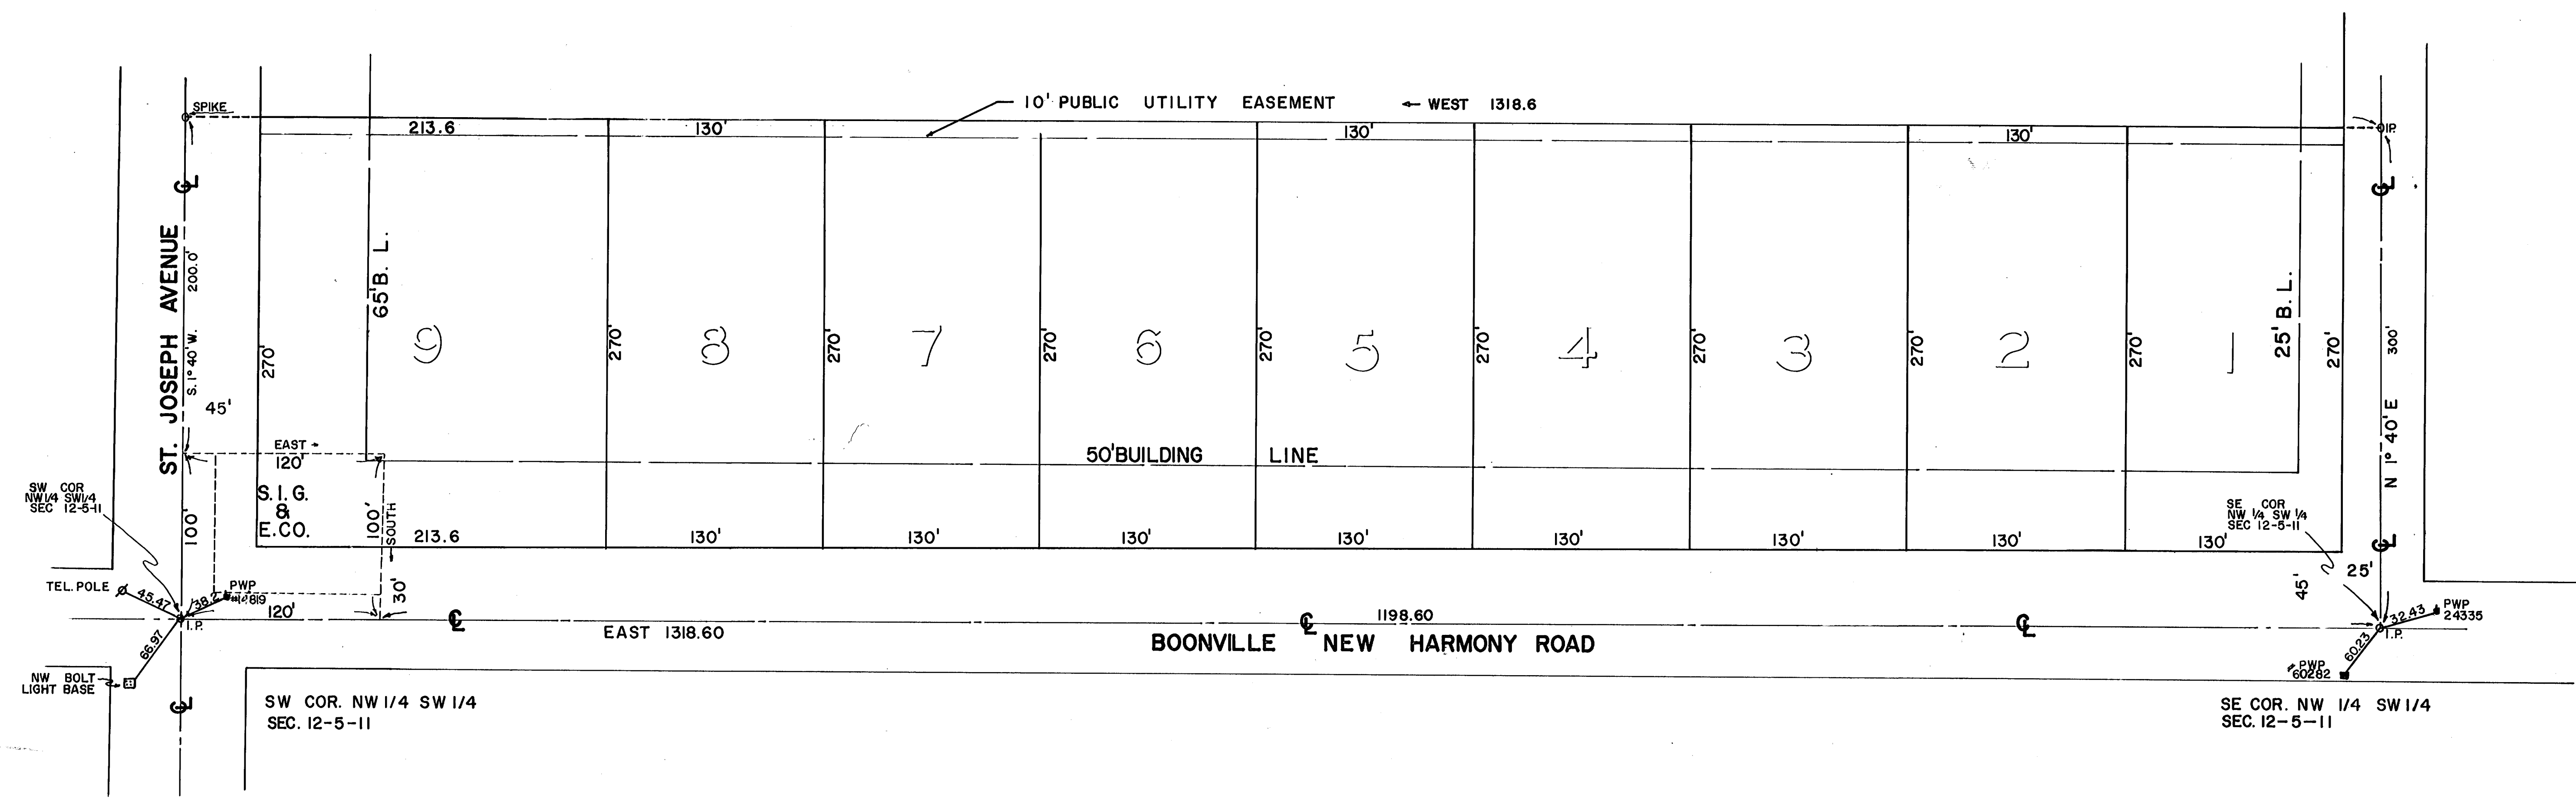 10' PUBLIC UTILITY EASEMENT
← WEST 1318.6
SPIKE
213.6
130'
130'
130'
I.P.
℄
℄
ST. JOSEPH AVENUE
S. 1° 40' W. 200.0'
65' B. L.
25' B. L.
N 1° 40' E
300'
270'
270'
270'
270'
270'
270'
270'
270'
270'
270'
9
8
7
6
5
4
3
2
1
45'
EAST
120'
50' BUILDING LINE
S. I. G.
&
E. CO.
100'
100'
SOUTH
213.6
130'
130'
130'
130'
130'
130'
130'
130'
SW COR
NW 1/4 SW 1/4
SEC 12-5-11
SE COR
NW 1/4 SW 1/4
SEC 12-5-11
℄
TEL. POLE
45.47
38.2
PWP
I.P.
120'
30'
℄
℄
℄
EAST 1318.60
1198.60
BOONVILLE NEW HARMONY ROAD
45'
25'
32.43
PWP
24335
I.P.
60.23
PWP
60282
66.97
NW BOLT
LIGHT BASE
℄
SW COR. NW 1/4 SW 1/4
SEC. 12-5-11
SE COR. NW 1/4 SW 1/4
SEC. 12-5-11